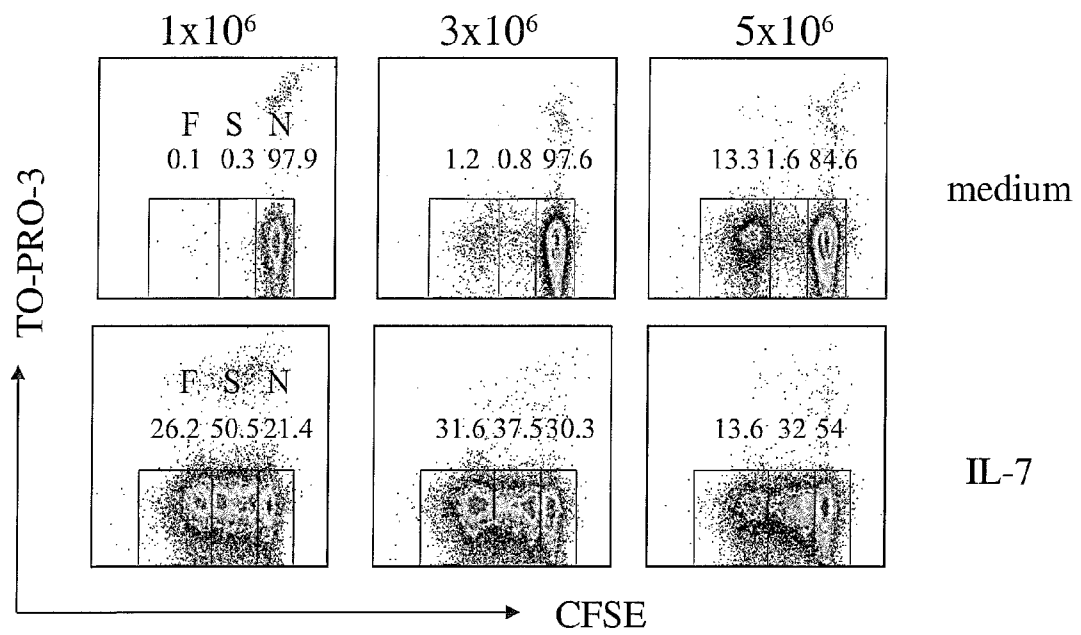 1x10⁶ 3x10⁶ 5x10⁶
F S N
0.1 0.3 97.9
1.2 0.8 97.6
13.3 1.6 84.6
medium
TO-PRO-3
F S N
26.2 50.5 21.4
31.6 37.5 30.3
13.6 32 54
IL-7
CFSE